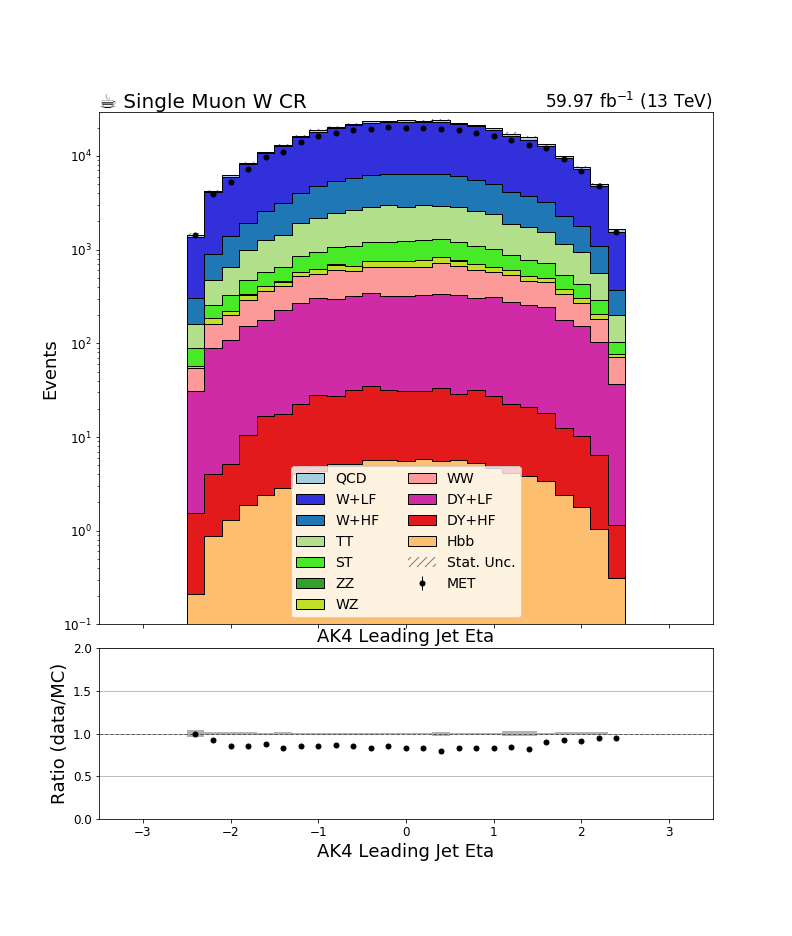 ☕ Single Muon W CR
59.97 fb⁻¹ (13 TeV)
Events
10⁴
10³
10²
10¹
10⁰
10⁻¹
QCD
W+LF
W+HF
TT
ST
ZZ
WZ
WW
DY+LF
DY+HF
Hbb
Stat. Unc.
MET
AK4 Leading Jet Eta
Ratio (data/MC)
2.0
1.5
1.0
0.5
0.0
−3 −2 −1 0 1 2 3
AK4 Leading Jet Eta